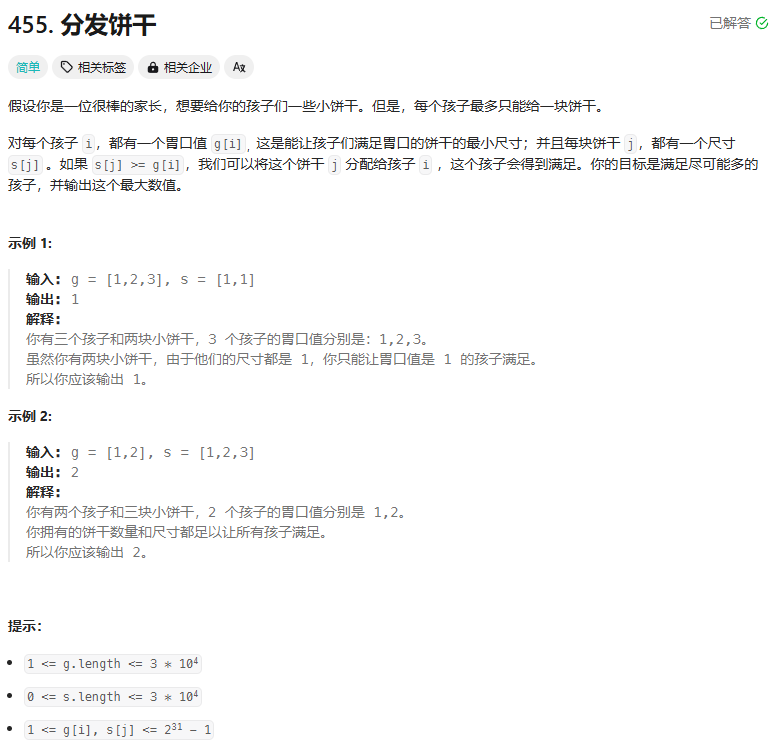 455. 分发饼干
已解答
简单 相关标签 相关企业 Aあ
假设你是一位很棒的家长，想要给你的孩子们一些小饼干。但是，每个孩子最多只能给一块饼干。
对每个孩子 i，都有一个胃口值 g[i]，这是能让孩子们满足胃口的饼干的最小尺寸；并且每块饼干 j，都有一个尺寸
s[j] 。如果 s[j] >= g[i]，我们可以将这个饼干 j 分配给孩子 i ，这个孩子会得到满足。你的目标是满足尽可能多的
孩子，并输出这个最大数值。
示例 1:
输入: g = [1,2,3], s = [1,1]
输出: 1
解释:
你有三个孩子和两块小饼干，3 个孩子的胃口值分别是：1,2,3。
虽然你有两块小饼干，由于他们的尺寸都是 1，你只能让胃口值是 1 的孩子满足。
所以你应该输出 1。
示例 2:
输入: g = [1,2], s = [1,2,3]
输出: 2
解释:
你有两个孩子和三块小饼干，2 个孩子的胃口值分别是 1,2。
你拥有的饼干数量和尺寸都足以让所有孩子满足。
所以你应该输出 2。
提示：
• 1 <= g.length <= 3 * 10⁴
• 0 <= s.length <= 3 * 10⁴
• 1 <= g[i], s[j] <= 2³¹ - 1